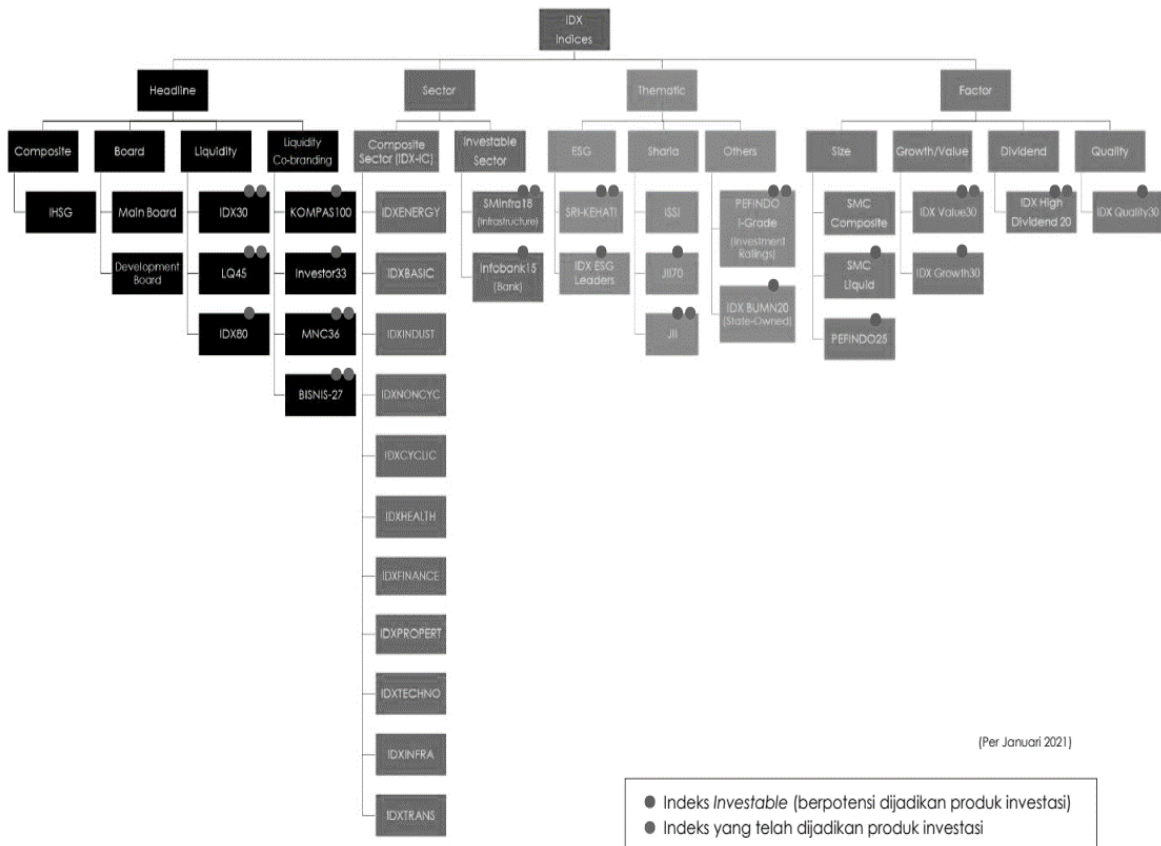 IDX
Indices
Headline
Sector
Thematic
Factor
Composite
Board
Liquidity
Liquidity
Co-branding
Composite
Sector (IDX-IC)
Investable
Sector
ESG
Sharia
Others
Size
Growth/Value
Dividend
Quality
IHSG
Main Board
Development
Board
IDX30
LQ45
IDX80
KOMPAS100
Investor33
MNC36
BISNIS-27
IDXENERGY
IDXBASIC
IDXINDUST
IDXNONCYC
IDXCYCLIC
IDXHEALTH
IDXFINANCE
IDXPROPERT
IDXTECHNO
IDXINFRA
IDXTRANS
SMinfra18
(Infrastructure)
Infobank15
(Bank)
SRI-KEHATI
IDX ESG
Leaders
ISSI
JII70
JII
PEFINDO
i-Grade
(Investment
Ratings)
IDX BUMN20
(State-Owned)
SMC
Composite
SMC
Liquid
PEFINDO25
IDX Value30
IDX Growth30
IDX High
Dividend 20
IDX Quality30
(Per Januari 2021)
Indeks Investable (berpotensi dijadikan produk investasi)
Indeks yang telah dijadikan produk investasi